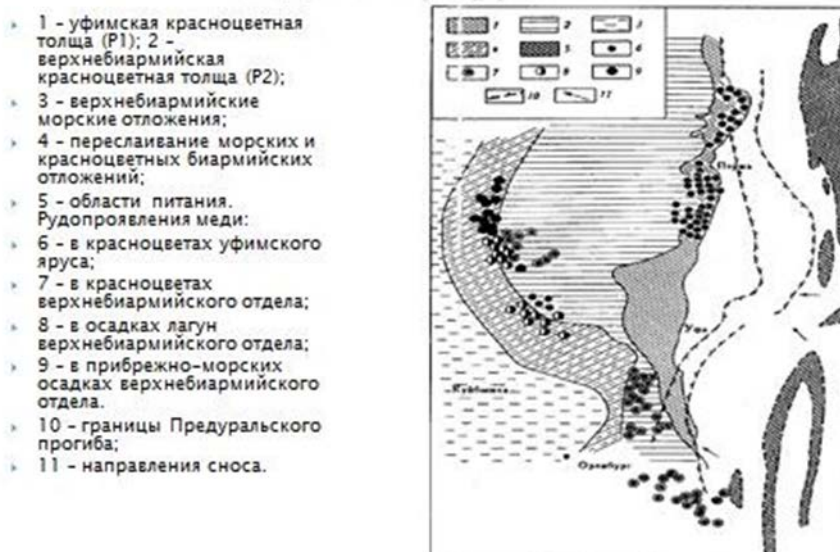 1 - уфимская красноцветная
толща (P1); 2 -
верхнебиармийская
красноцветная толща (P2);
3 - верхнебиармийские
морские отложения;
4 - переслаивание морских и
красноцветных биармийских
отложений;
5 - области питания.
Рудопроявления меди:
6 - в красноцветах уфимского
яруса;
7 - в красноцветах
верхнебиармийского отдела;
8 - в осадках лагун
верхнебиармийского отдела;
9 - в прибрежно-морских
осадках верхнебиармийского
отдела.
10 - границы Предуральского
прогиба;
11 - направления сноса.
1 2 3
4 5 6
7 8 9
10 11
Пермь
Уфа
Куйбышев
Оренбург